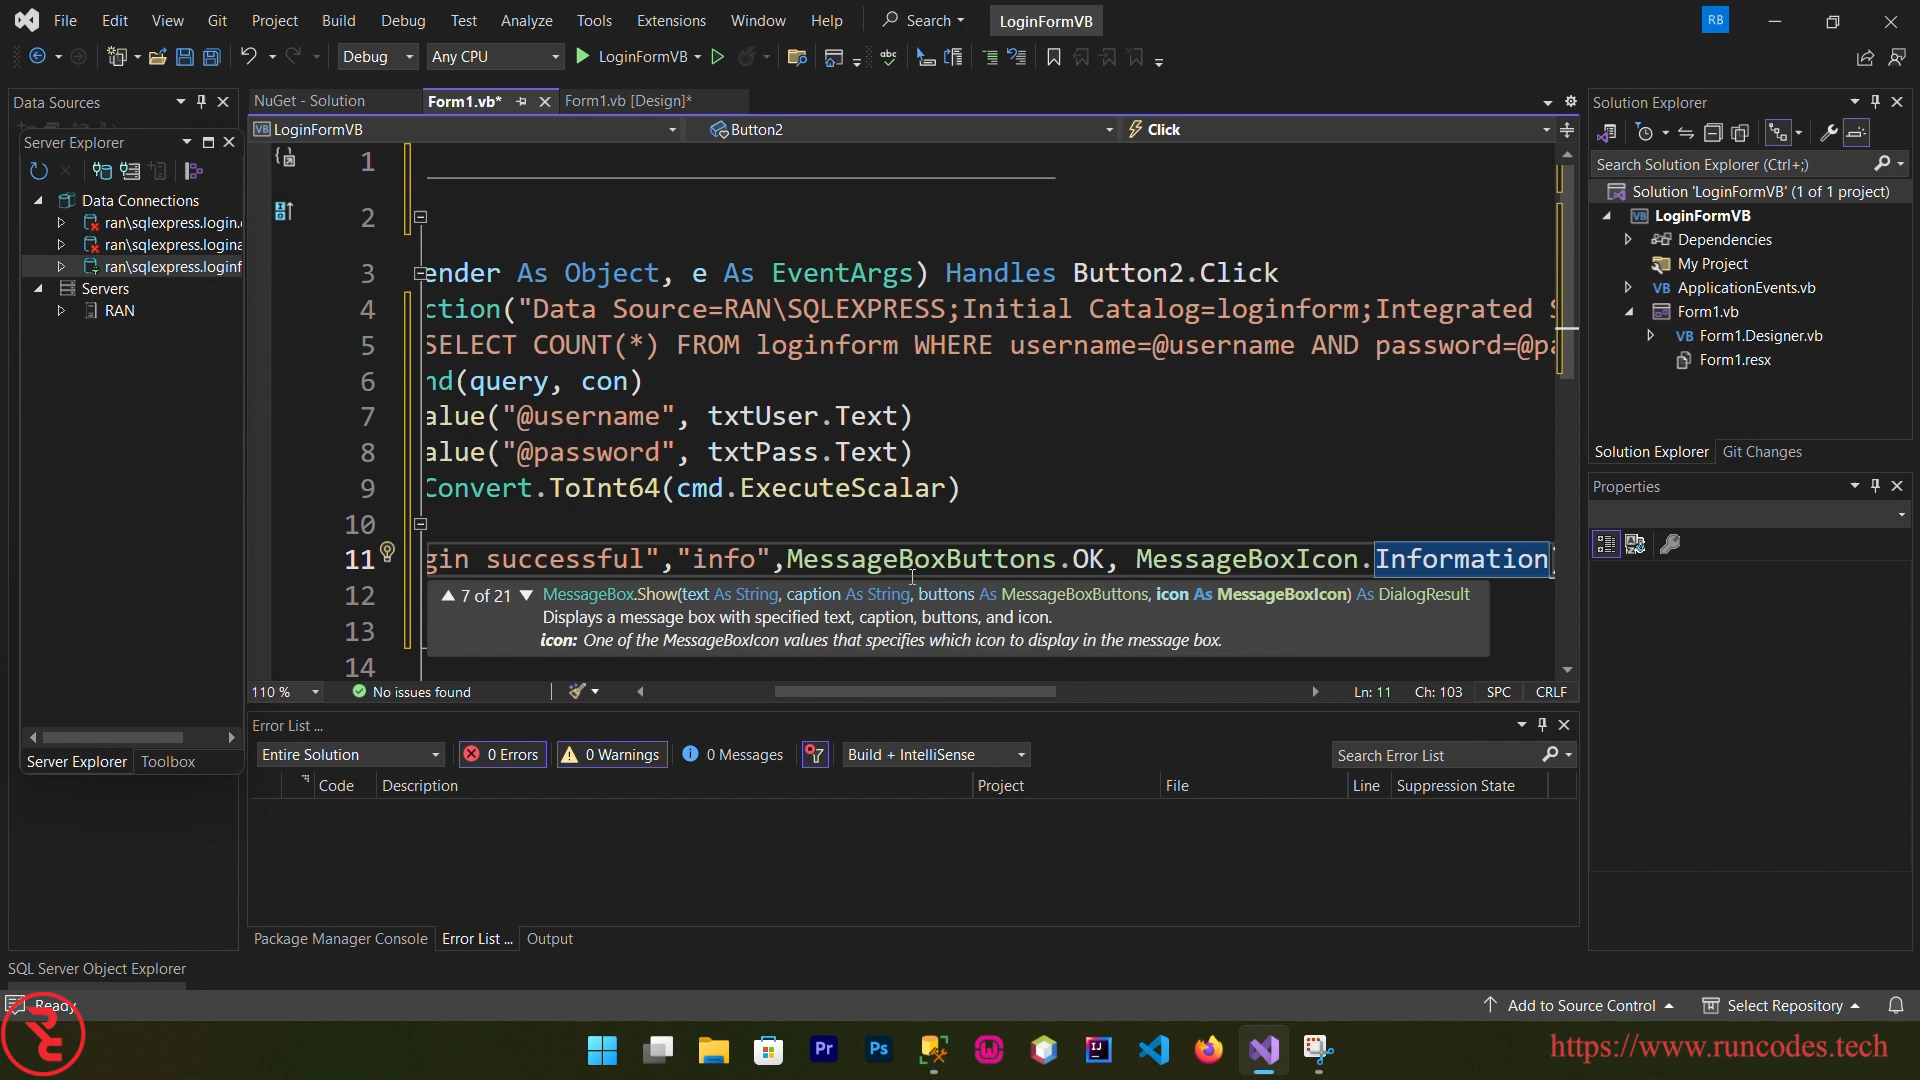 File Edit View Git Project Build Debug Test Analyze Tools Extensions Window Help Search LoginFormVB RB
Debug Any CPU LoginFormVB
Data Sources
Server Explorer
Data Connections
ran\sqlexpress.login.
ran\sqlexpress.logina
ran\sqlexpress.loginf
Servers
RAN
Server Explorer Toolbox
NuGet - Solution Form1.vb* Form1.vb [Design]*
VB LoginFormVB Button2 Click
1
2
3 ender As Object, e As EventArgs) Handles Button2.Click
4 ction("Data Source=RAN\SQLEXPRESS;Initial Catalog=loginform;Integrated S
5 SELECT COUNT(*) FROM loginform WHERE username=@username AND password=@pa
6 nd(query, con)
7 alue("@username", txtUser.Text)
8 alue("@password", txtPass.Text)
9 Convert.ToInt64(cmd.ExecuteScalar)
10
11 gin successful","info",MessageBoxButtons.OK, MessageBoxIcon.Information
12 7 of 21 MessageBox.Show(text As String, caption As String, buttons As MessageBoxButtons, icon As MessageBoxIcon) As DialogResult
Displays a message box with specified text, caption, buttons, and icon.
13 icon: One of the MessageBoxIcon values that specifies which icon to display in the message box.
14
110 % No issues found Ln: 11 Ch: 103 SPC CRLF
Error List ...
Entire Solution 0 Errors 0 Warnings 0 Messages Build + IntelliSense Search Error List
Code Description Project File Line Suppression State
Package Manager Console Error List ... Output
Solution Explorer
Search Solution Explorer (Ctrl+;)
Solution 'LoginFormVB' (1 of 1 project)
VB LoginFormVB
Dependencies
My Project
VB ApplicationEvents.vb
Form1.vb
VB Form1.Designer.vb
Form1.resx
Solution Explorer Git Changes
Properties
SQL Server Object Explorer
Ready Add to Source Control Select Repository
Pr Ps IJ
https://www.runcodes.tech